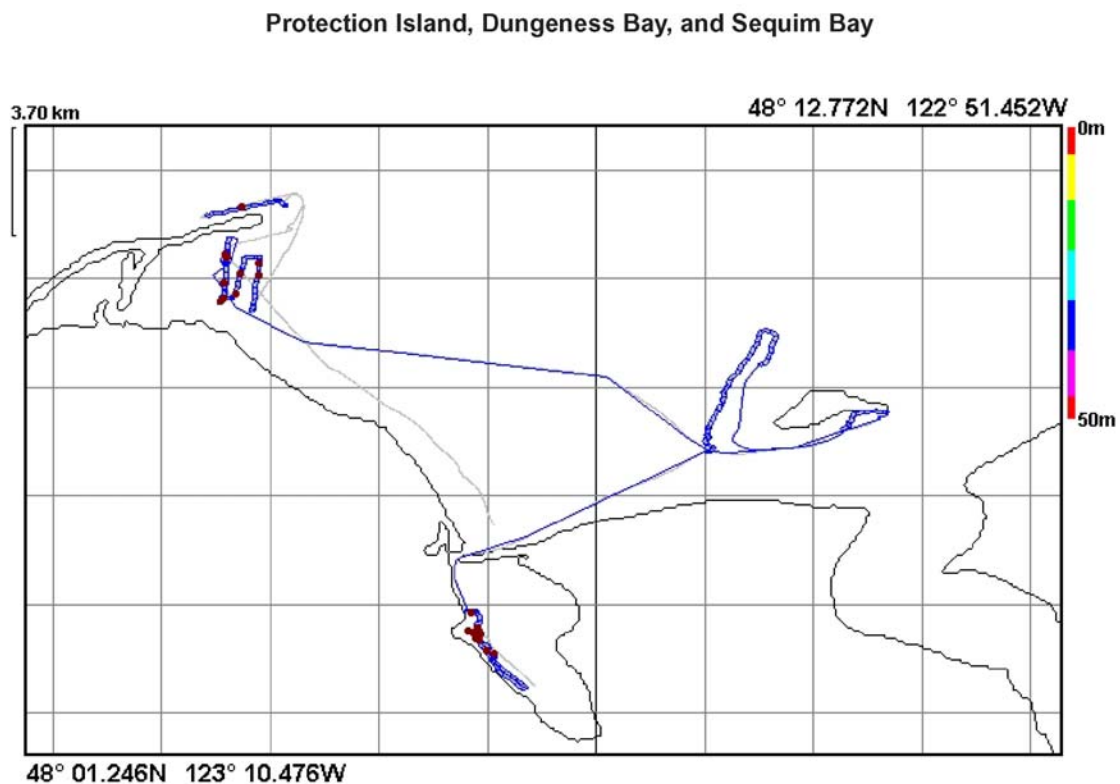 Protection Island, Dungeness Bay, and Sequim Bay
3.70 km
48° 12.772N 122° 51.452W
0m
50m
48° 01.246N 123° 10.476W